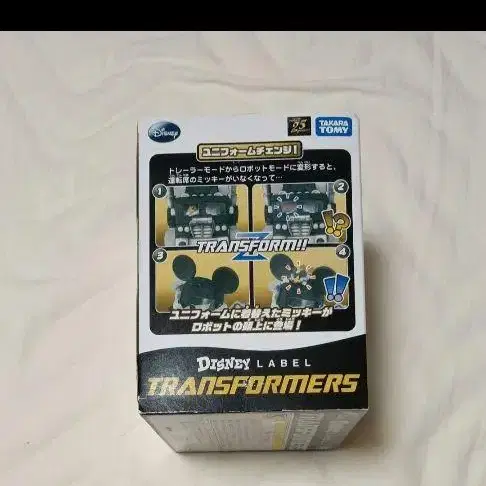 Disney
25
TAKARA
TOMY
ユニフォームチェンジ!
トレーラーモードからロボットモードに変形すると、
運転席のミッキーがいなくなって…
1
2
!?
TRANSFORM!!
3
4
!!
ユニフォームに着替えたミッキーが
ロボットの頭上に登場!
DISNEY LABEL
TRANSFORMERS